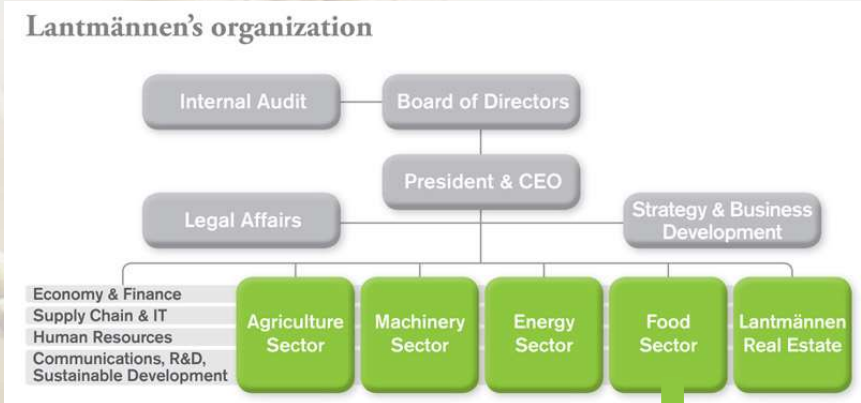 Lantmännen's organization
Internal Audit
Board of Directors
President & CEO
Legal Affairs
Strategy & Business
Development
Economy & Finance
Supply Chain & IT
Human Resources
Communications, R&D,
Sustainable Development
Agriculture
Sector
Machinery
Sector
Energy
Sector
Food
Sector
Lantmännen
Real Estate